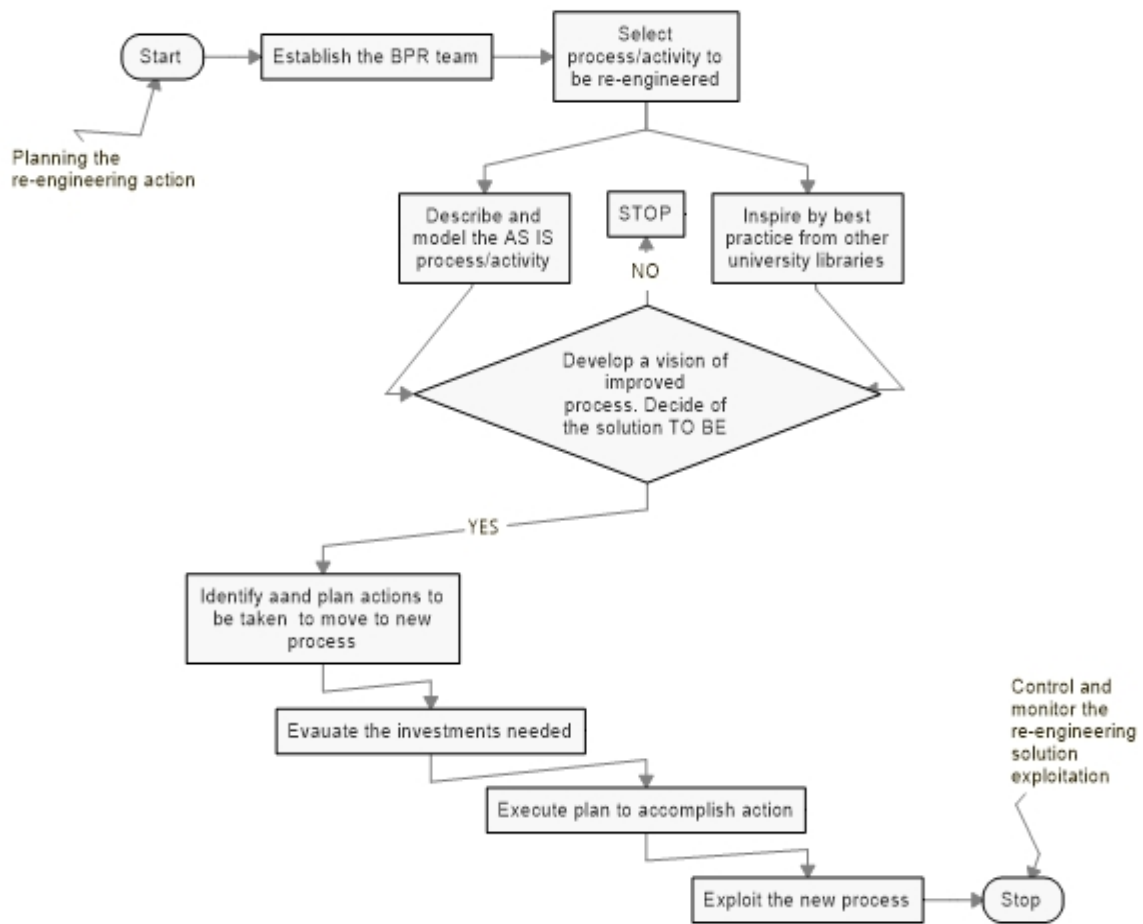 Start
Establish the BPR team
Select
process/activity to
be re-engineered
Planning the
re-engineering action
Describe and
model the AS IS
process/activity
STOP
Inspire by best
practice from other
university libraries
NO
Develop a vision of
improved
process. Decide of
the solution TO BE
YES
Identify aand plan actions to
be taken to move to new
process
Evauate the investments needed
Execute plan to accomplish action
Exploit the new process
Control and
monitor the
re-engineering
solution
exploitation
Stop